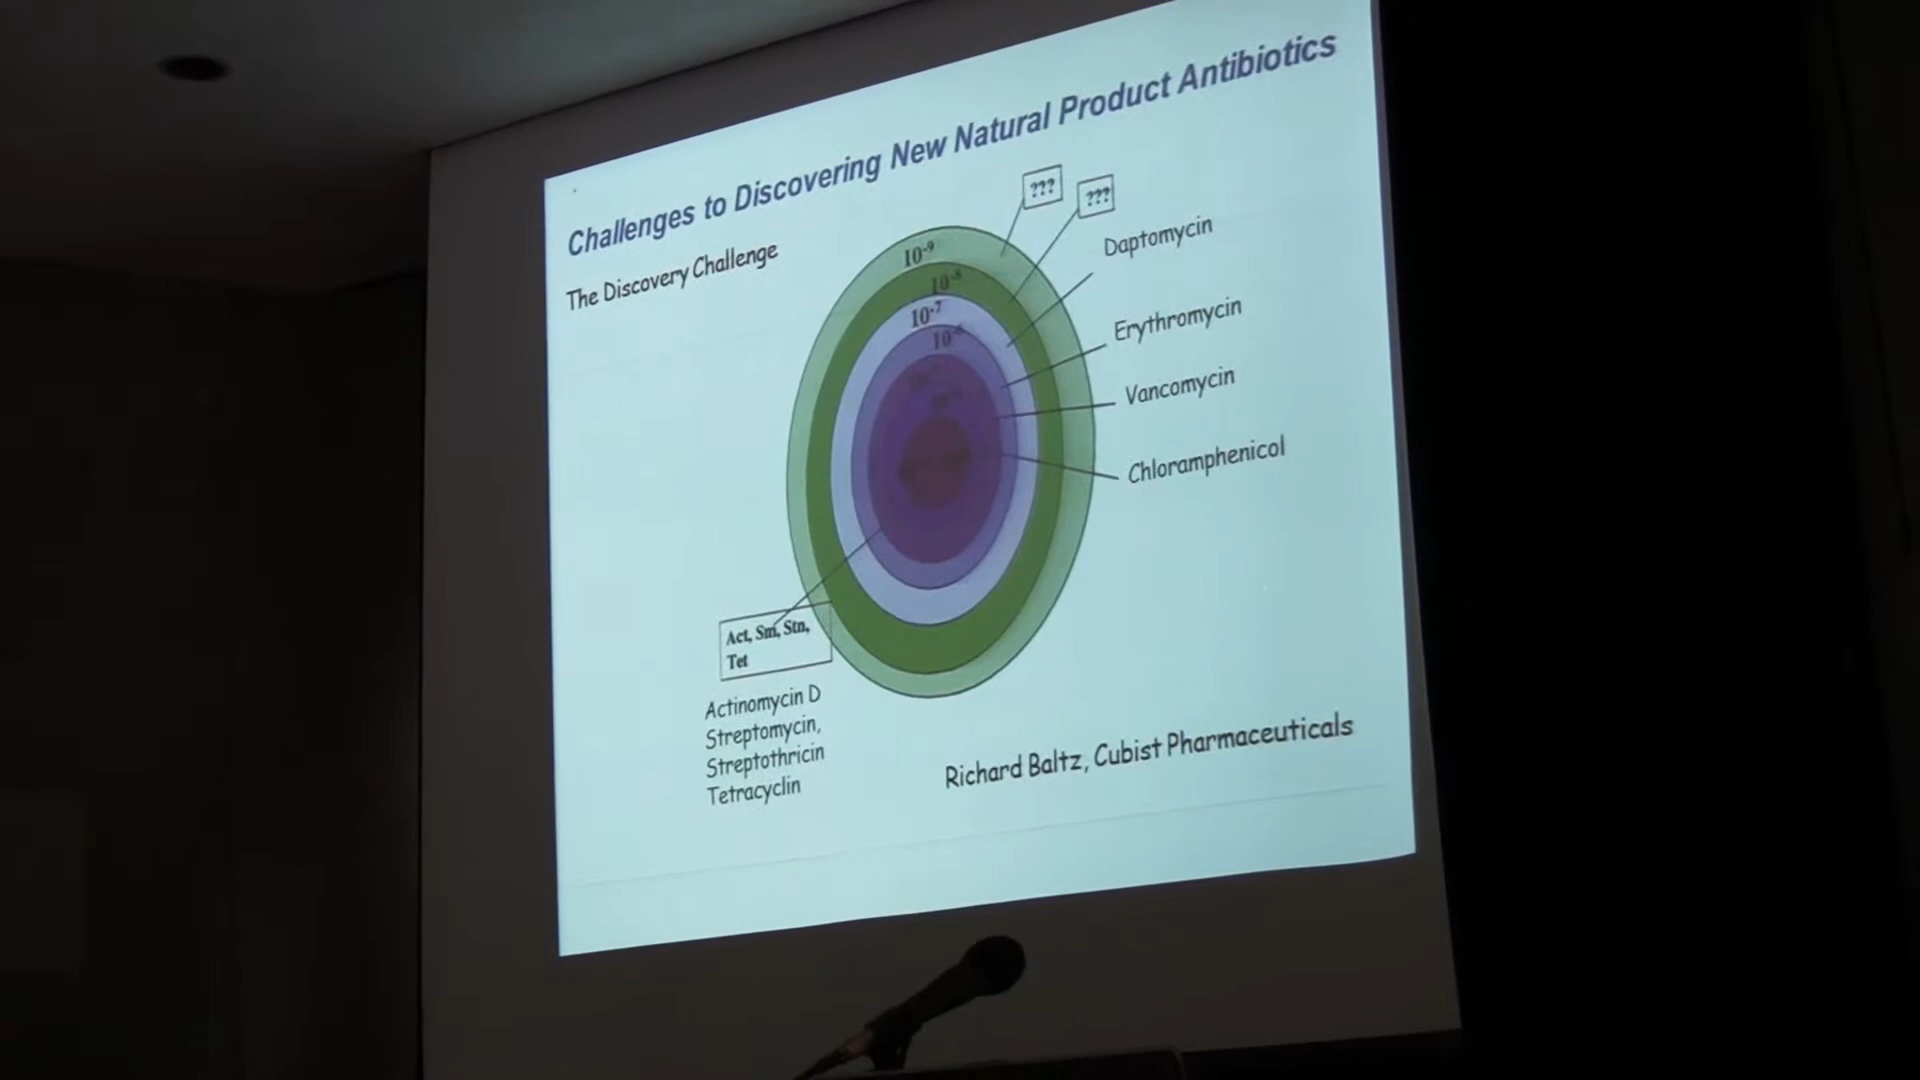 Challenges to Discovering New Natural Product Antibiotics
The Discovery Challenge
???
???
10-9
10-8
10-7
10
Daptomycin
Erythromycin
Vancomycin
Chloramphenicol
Act, Sm, Stn,
Tet
Actinomycin D
Streptomycin,
Streptothricin
Tetracyclin
Richard Baltz, Cubist Pharmaceuticals